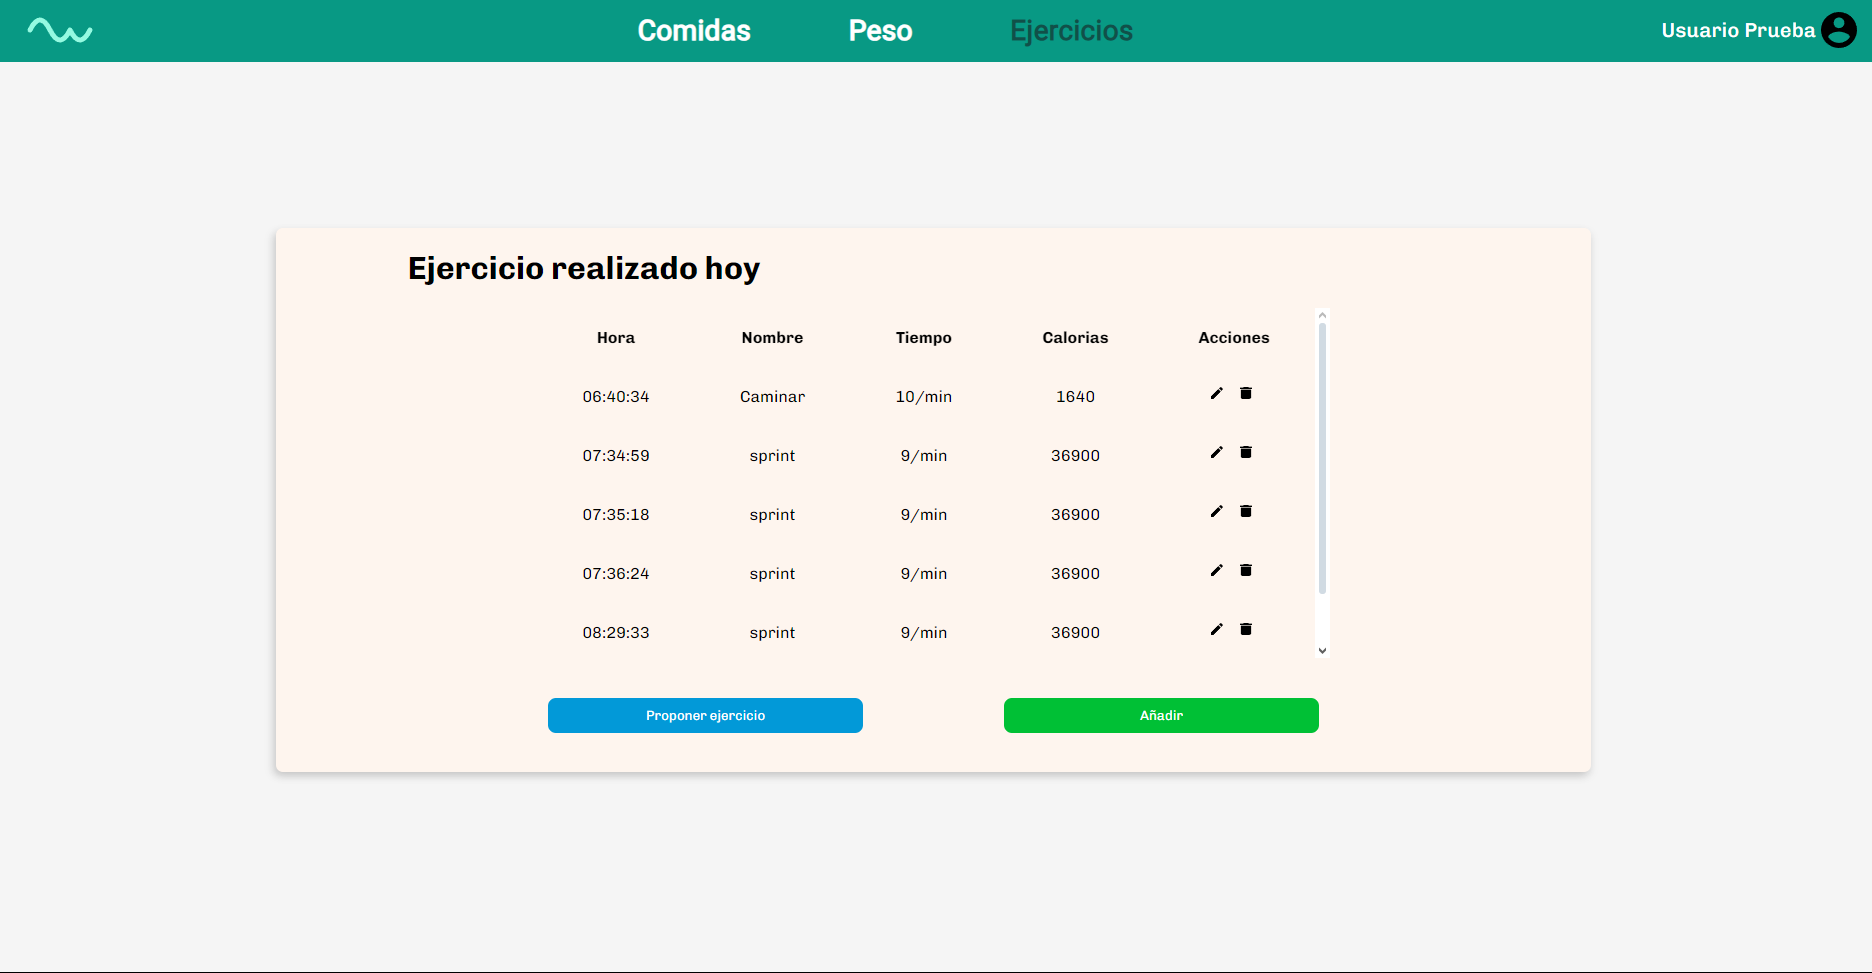 Comidas Peso Ejercicios Usuario Prueba
Ejercicio realizado hoy
Hora Nombre Tiempo Calorias Acciones
06:40:34 Caminar 10/min 1640
07:34:59 sprint 9/min 36900
07:35:18 sprint 9/min 36900
07:36:24 sprint 9/min 36900
08:29:33 sprint 9/min 36900
Proponer ejercicio Añadir